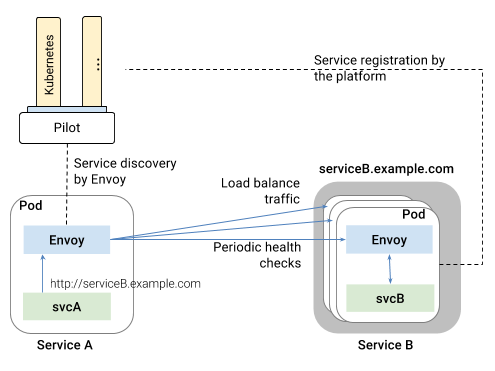 Kubernetes
...
Pilot
Service registration by
the platform
Service discovery
by Envoy
serviceB.example.com
Load balance
traffic
Pod
Pod
Envoy
Envoy
Periodic health
checks
http://serviceB.example.com
svcA
svcB
Service A
Service B